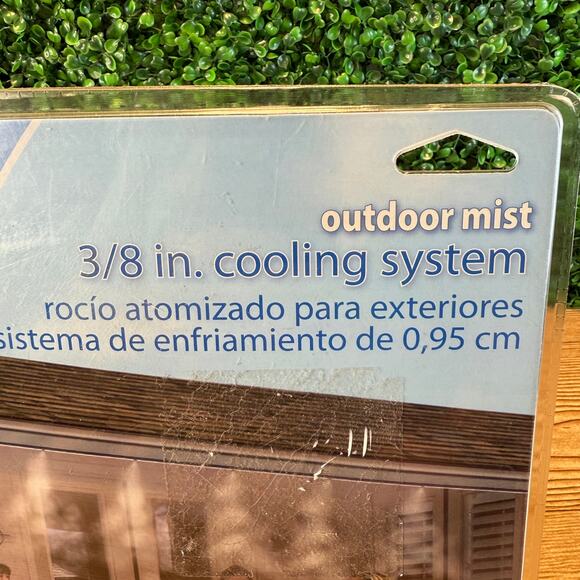 outdoor mist
3/8 in. cooling system
rocío atomizado para exteriores
sistema de enfriamiento de 0,95 cm